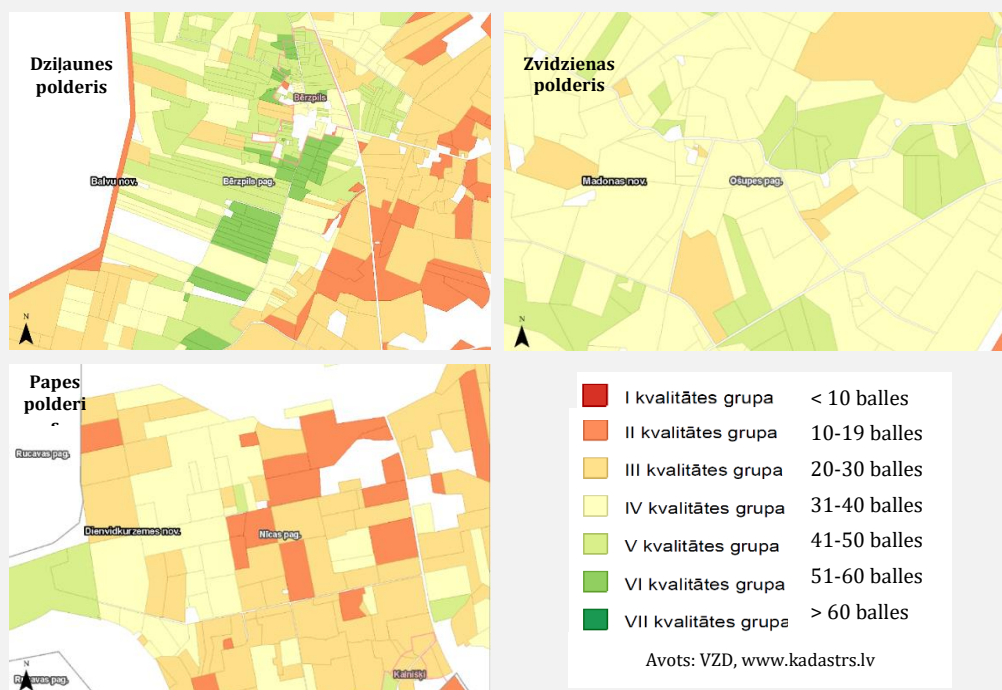 Dziļaunes
polderis
Bērzpils
Balvu nov.
Bērzpils pag.
N
Zvidzienas
polderis
Madonas nov.
Ošupes pag.
N
Papes
polderi
s
Rucavas pag.
Dienvidkurzemes nov.
Nīcas pag.
Kalnišķi
N
Rucavas pag.
I kvalitātes grupa < 10 balles
II kvalitātes grupa 10-19 balles
III kvalitātes grupa 20-30 balles
IV kvalitātes grupa 31-40 balles
V kvalitātes grupa 41-50 balles
VI kvalitātes grupa 51-60 balles
VII kvalitātes grupa > 60 balles
Avots: VZD, www.kadastrs.lv